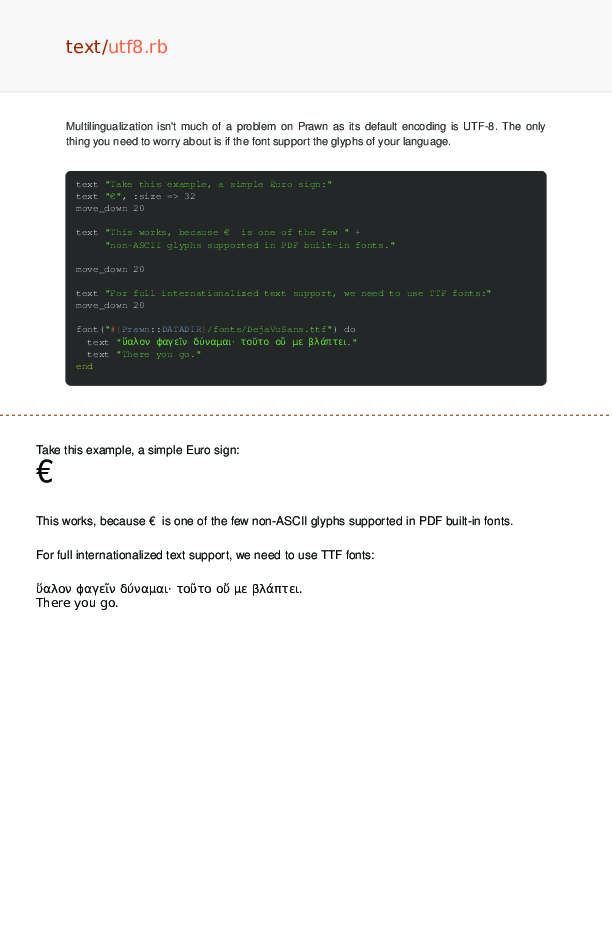 text/utf8.rb
Multilingualization isn't much of a problem on Prawn as its default encoding is UTF-8. The only
thing you need to worry about is if the font support the glyphs of your language.
text "Take this example, a simple Euro sign:"
text "€", :size => 32
move_down 20
text "This works, because €  is one of the few " +
     "non-ASCII glyphs supported in PDF built-in fonts."
move_down 20
text "For full internationalized text support, we need to use TTF fonts:"
move_down 20
font("#{Prawn::DATADIR}/fonts/DejaVuSans.ttf") do
  text "ὕαλον ϕαγεῖν δύναμαι· τοῦτο οὔ με βλάπτει."
  text "There you go."
end
Take this example, a simple Euro sign:
€
This works, because €  is one of the few non-ASCII glyphs supported in PDF built-in fonts.
For full internationalized text support, we need to use TTF fonts:
ὕαλον ϕαγεῖν δύναμαι· τοῦτο οὔ με βλάπτει.
There you go.